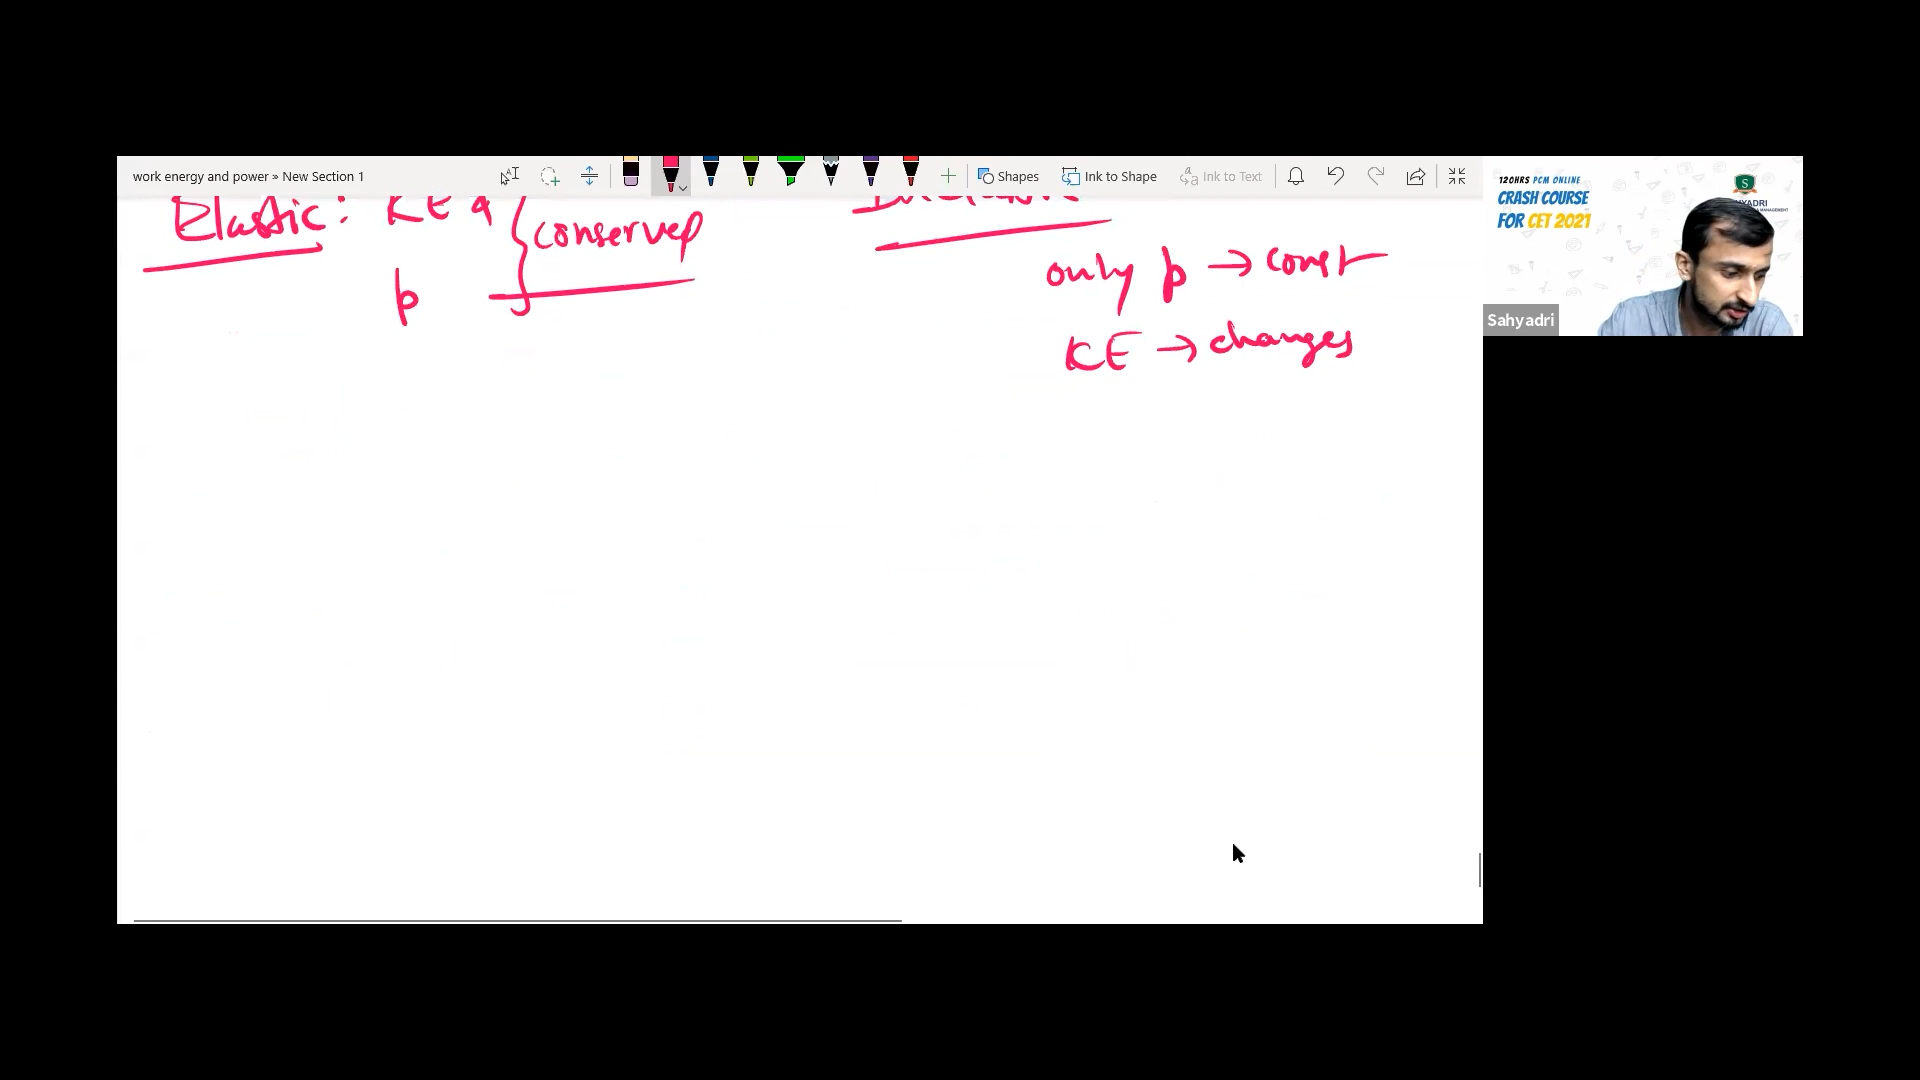 work energy and power » New Section 1
Shapes
Ink to Shape
Ink to Text
Elastic : KE &
p
conserved
only p → const
KE → changes
120HRS PCM ONLINE
CRASH COURSE
FOR CET 2021
S
Sahyadri